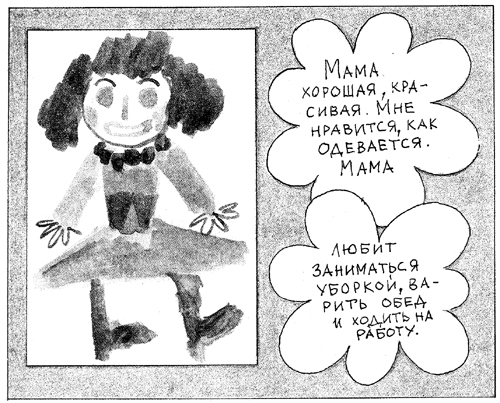 Мама
хорошая, кра-
сивая. Мне
нравится, как
одевается.
Мама
любит
заниматься
уборкой, ва-
рить обед
и ходить на
работу.